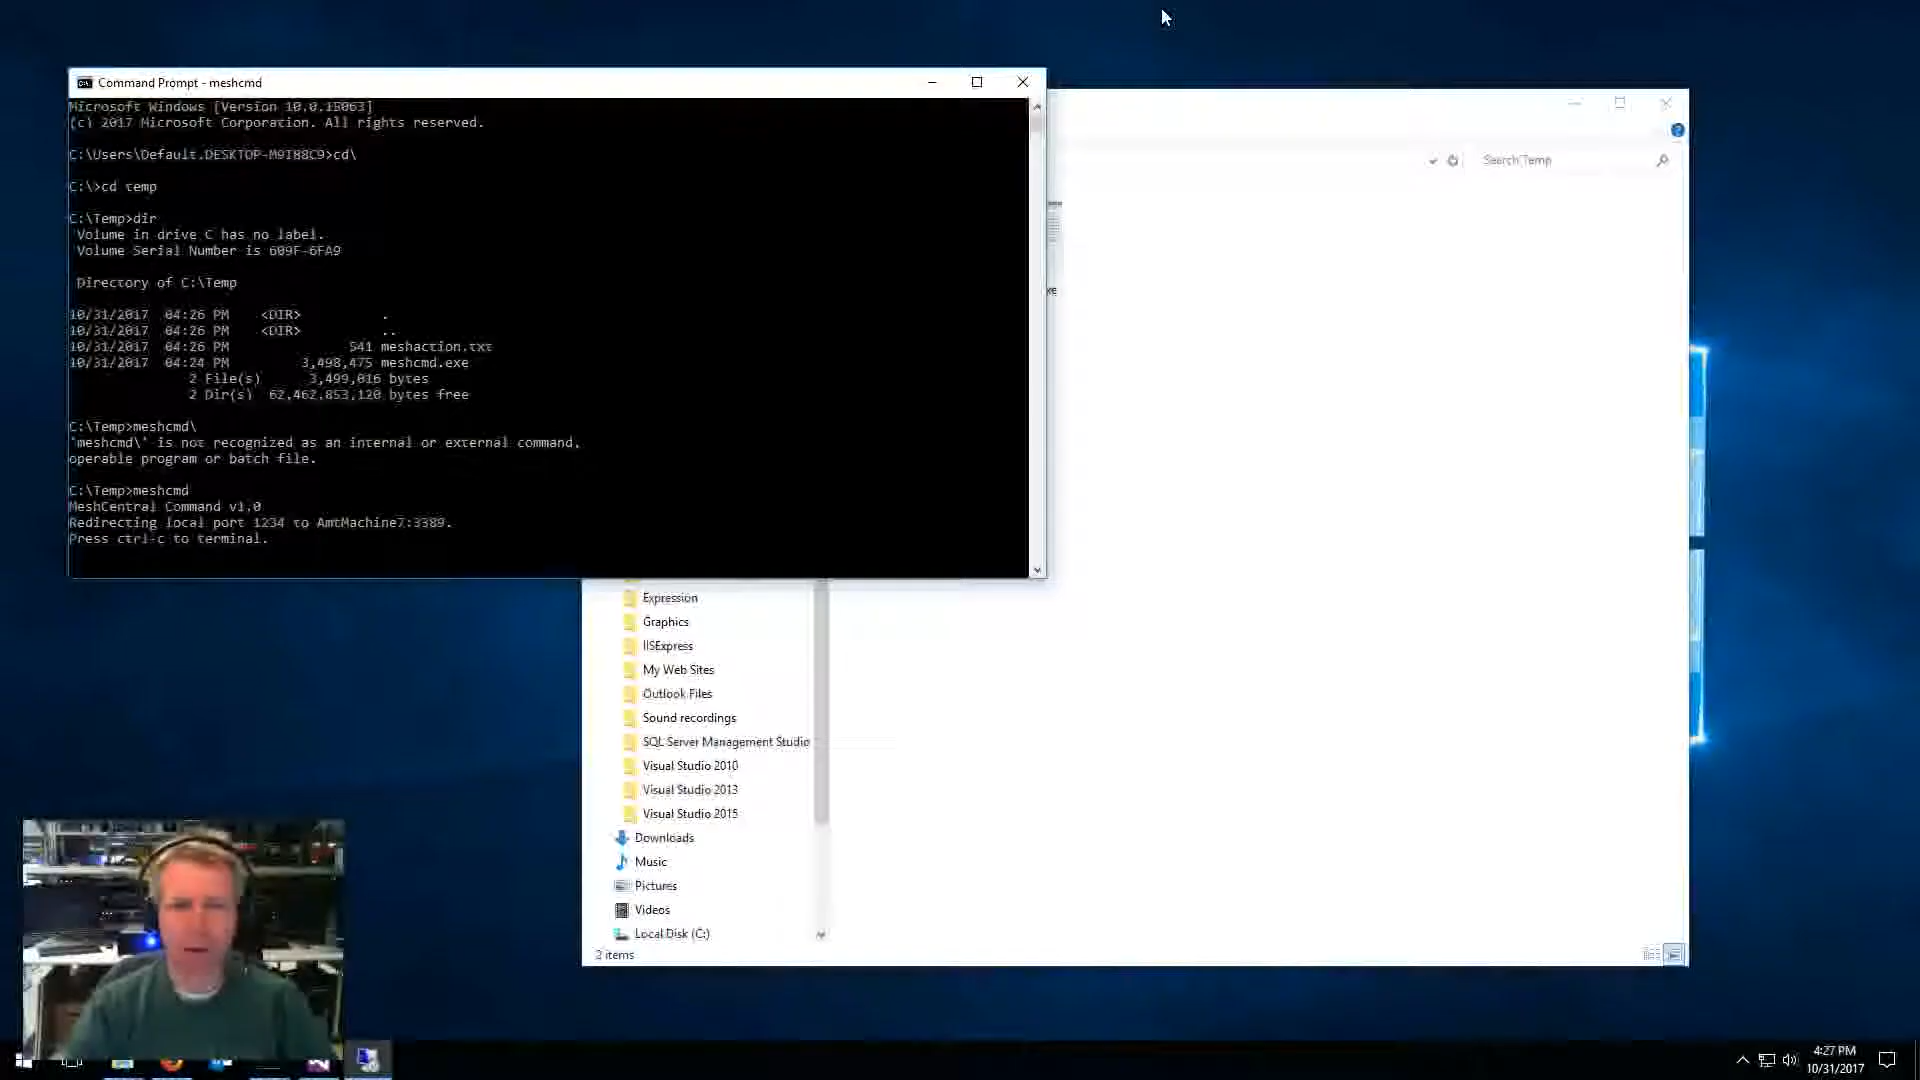 Command Prompt - meshcmd
Microsoft Windows [Version 10.0.15063]
(c) 2017 Microsoft Corporation. All rights reserved.
C:\Users\Default.DESKTOP-M9I88C9>cd\
C:\>cd temp
C:\Temp>dir
Volume in drive C has no label.
Volume Serial Number is 609F-6FA9
Directory of C:\Temp
10/31/2017 04:26 PM <DIR> .
10/31/2017 04:26 PM <DIR> ..
10/31/2017 04:26 PM 541 meshaction.txt
10/31/2017 04:24 PM 3,498,475 meshcmd.exe
2 File(s) 3,499,016 bytes
2 Dir(s) 62,462,853,120 bytes free
C:\Temp>meshcmd\
'meshcmd\' is not recognized as an internal or external command,
operable program or batch file.
C:\Temp>meshcmd
MeshCentral Command v1.0
Redirecting local port 1234 to AmtMachine7:3389.
Press ctrl-c to terminal.
Search Temp
xe
Expression
Graphics
IISExpress
My Web Sites
Outlook Files
Sound recordings
SQL Server Management Studio
Visual Studio 2010
Visual Studio 2013
Visual Studio 2015
Downloads
Music
Pictures
Videos
Local Disk (C:)
2 items
4:27 PM
10/31/2017